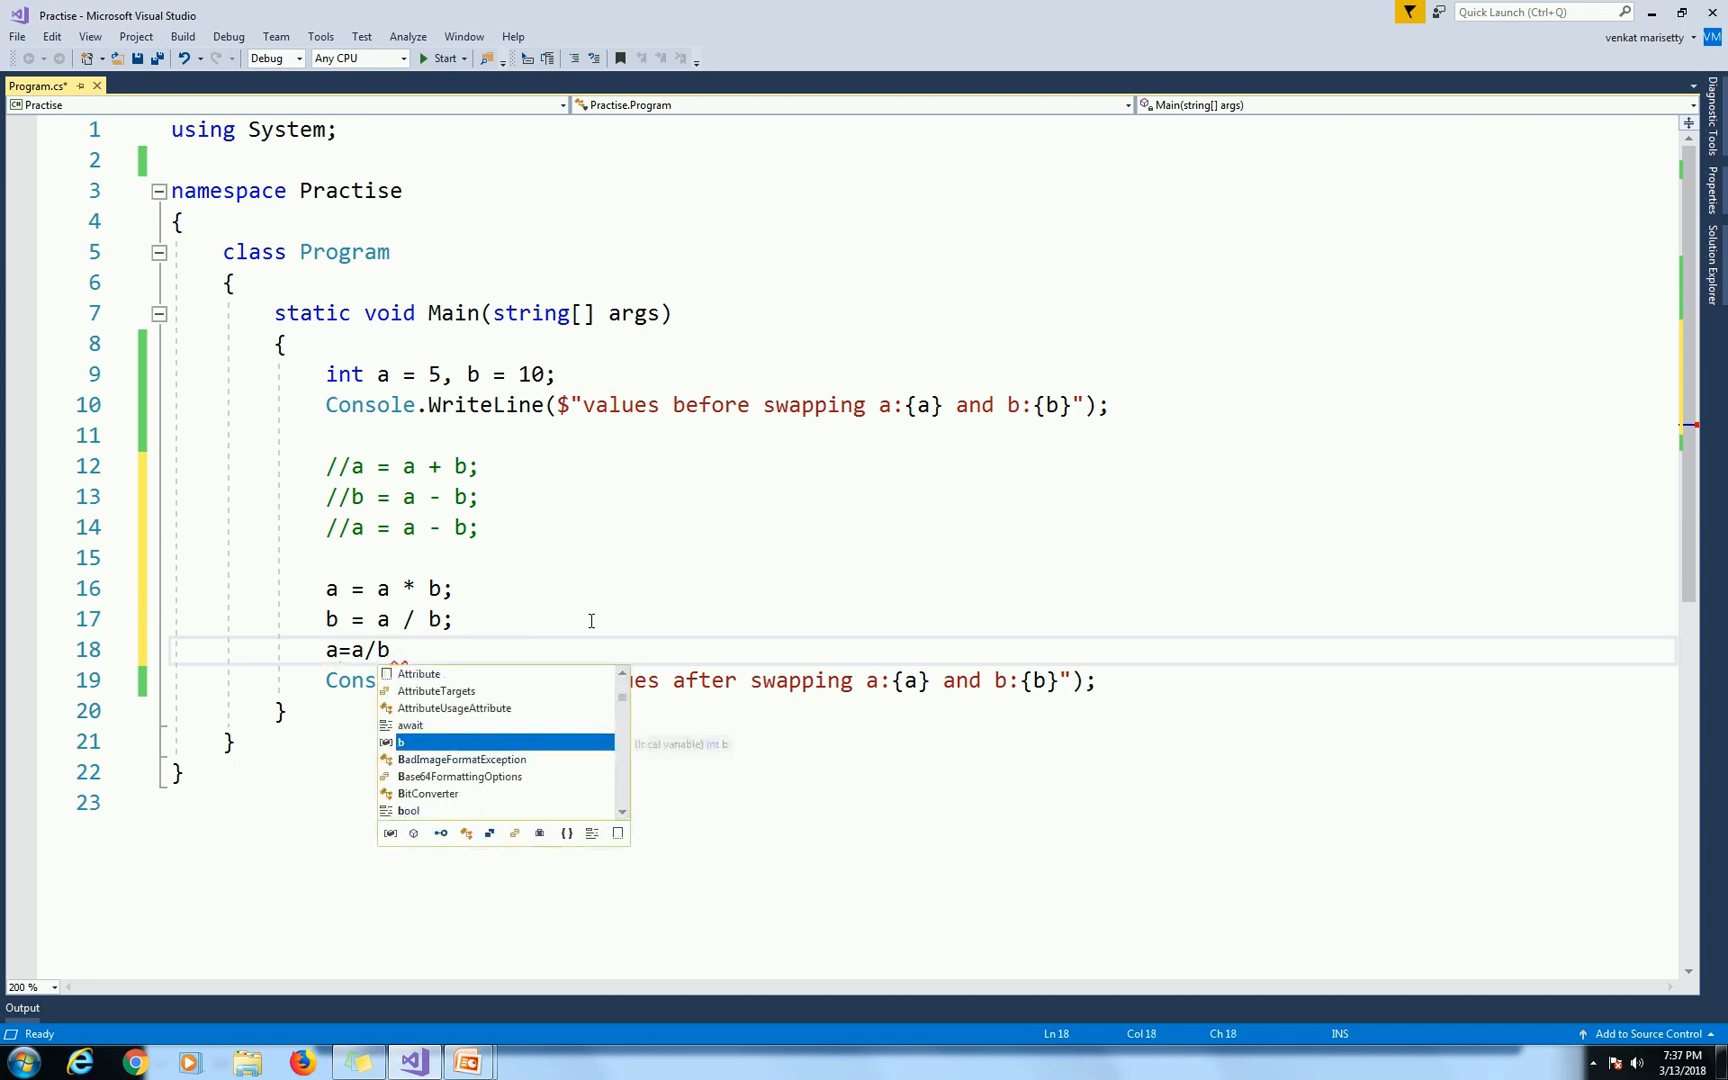 Practise - Microsoft Visual Studio
Quick Launch (Ctrl+Q)
File Edit View Project Build Debug Team Tools Test Analyze Window Help
venkat marisetty VM
Debug Any CPU Start
Program.cs*
C# Practise Practise.Program Main(string[] args)
1 using System;
2
3 namespace Practise
4 {
5 class Program
6 {
7 static void Main(string[] args)
8 {
9 int a = 5, b = 10;
10 Console.WriteLine($"values before swapping a:{a} and b:{b}");
11
12 //a = a + b;
13 //b = a - b;
14 //a = a - b;
15
16 a = a * b;
17 b = a / b;
18 a=a/b
19 Cons ues after swapping a:{a} and b:{b}");
20 }
21 }
22 }
23
Attribute
AttributeTargets
AttributeUsageAttribute
await
b
(local variable) int b
BadImageFormatException
Base64FormattingOptions
BitConverter
bool
{ }
Diagnostic Tools
Properties
Solution Explorer
200 %
Output
Ready Ln 18 Col 18 Ch 18 INS Add to Source Control
7:37 PM
3/13/2018